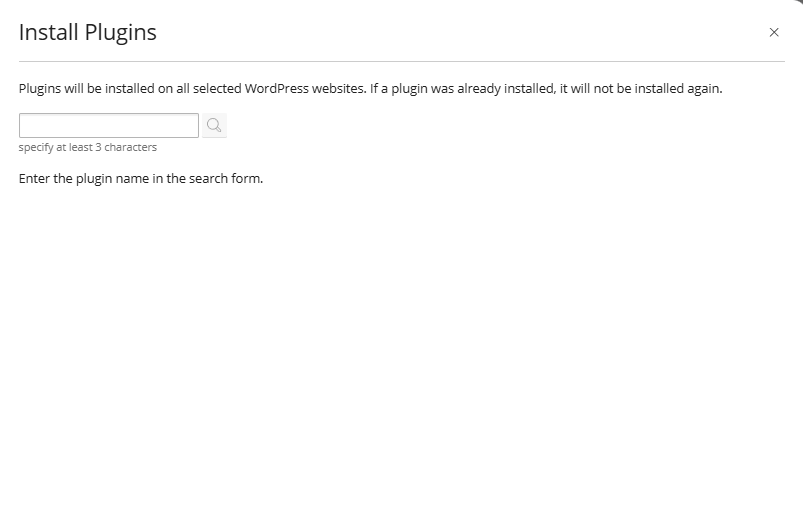 Install Plugins
Plugins will be installed on all selected WordPress websites. If a plugin was already installed, it will not be installed again.
specify at least 3 characters
Enter the plugin name in the search form.